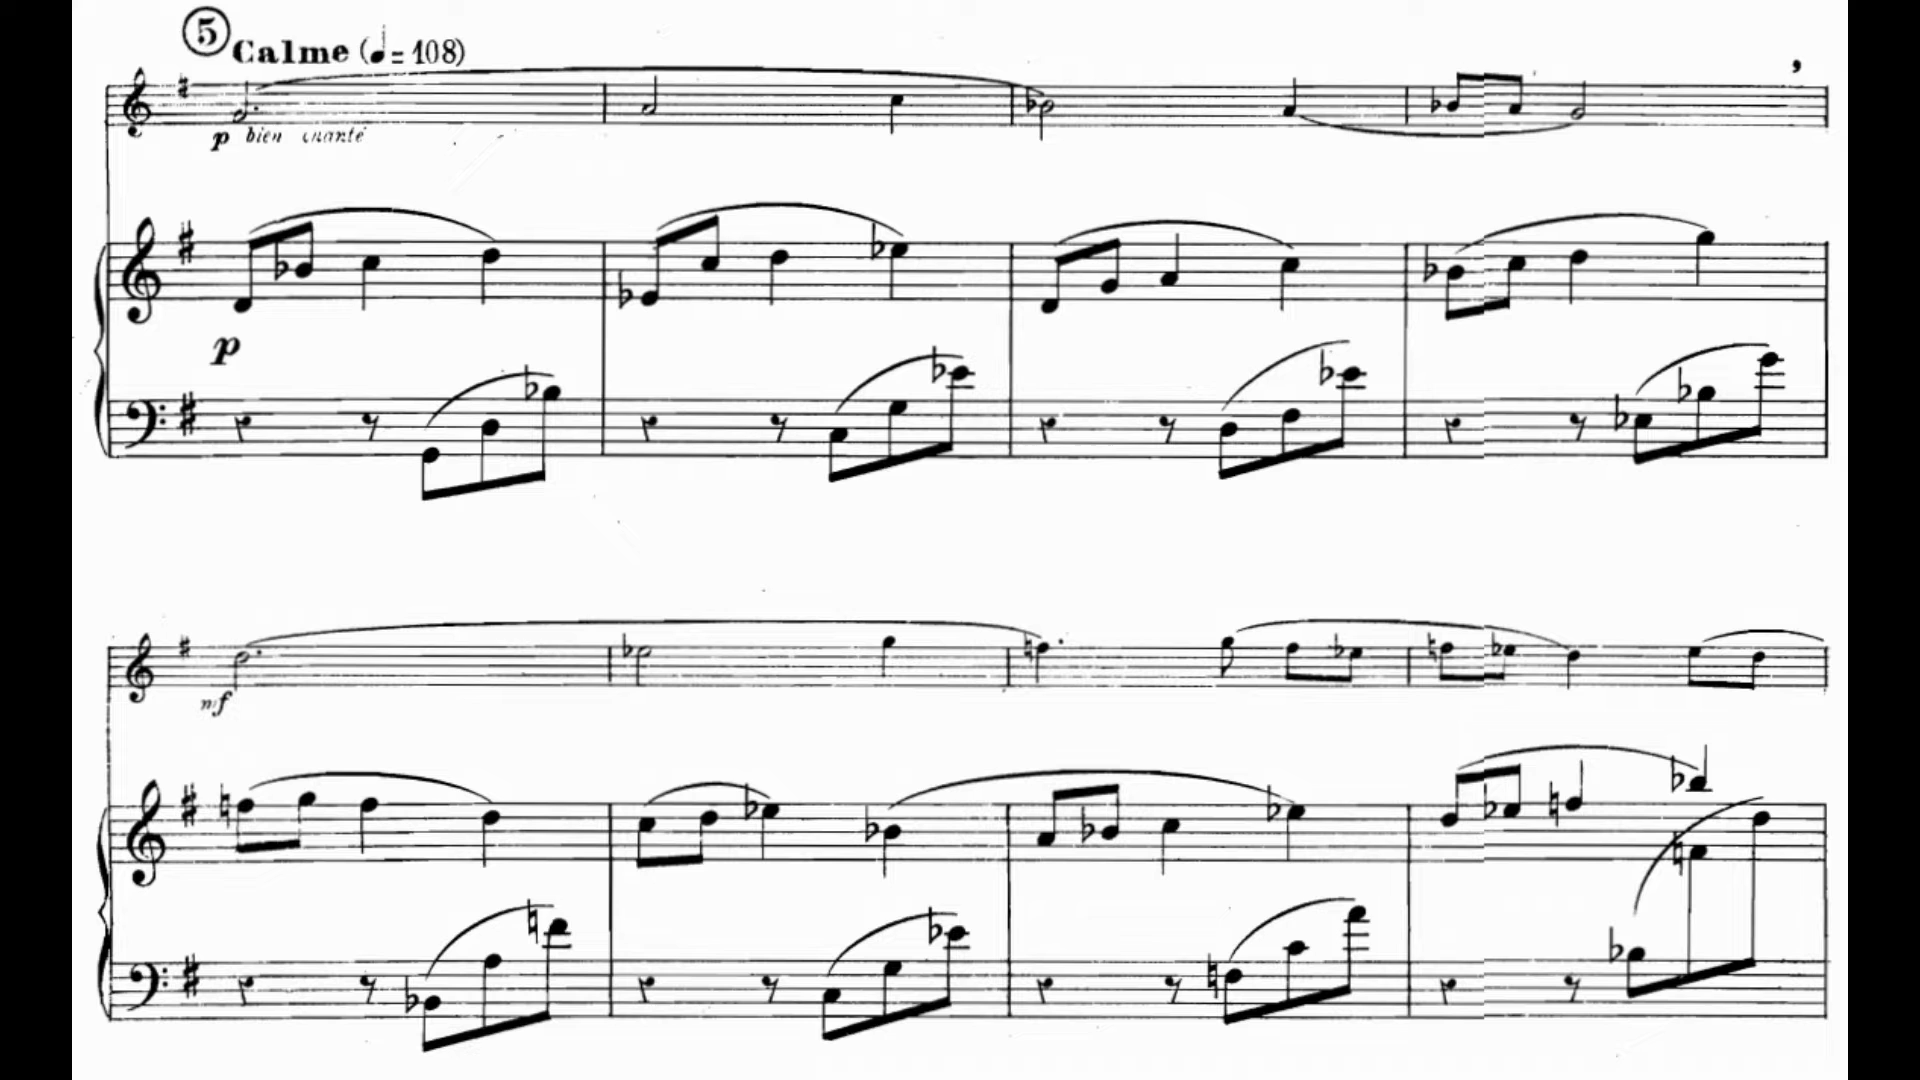 5 Calme (♩= 108)
p bien chanté
p
mf